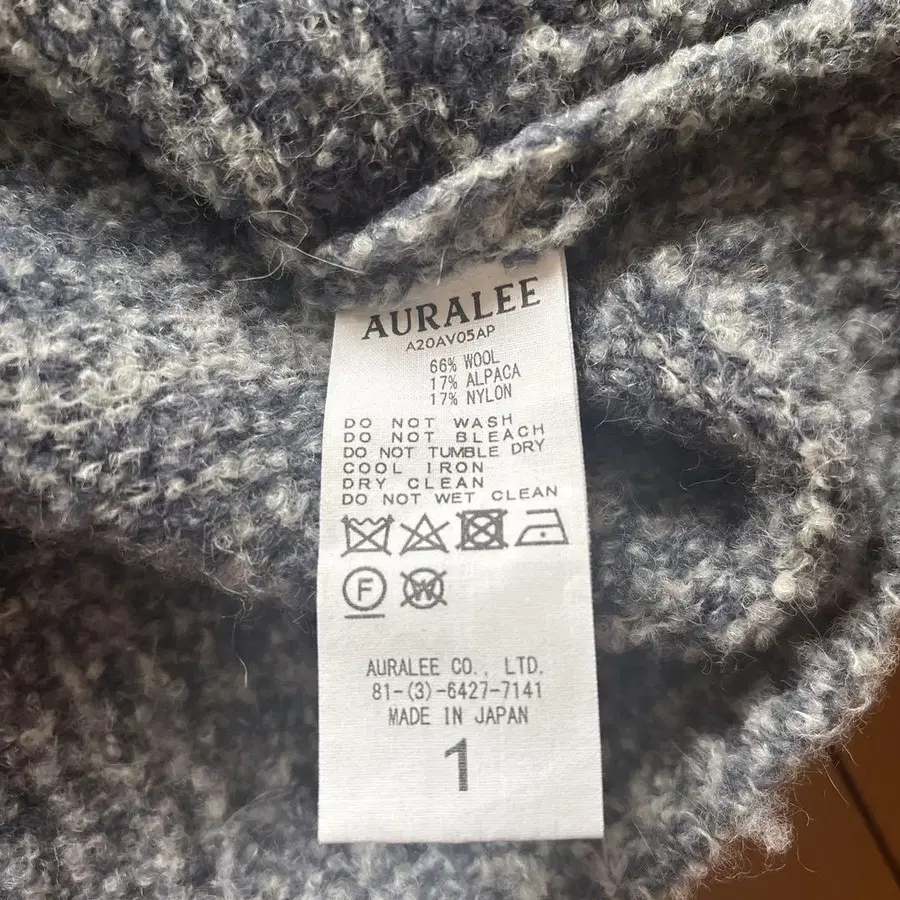 AURALEE
A20AV05AP
66% WOOL
17% ALPACA
17% NYLON
DO NOT WASH
DO NOT BLEACH
DO NOT TUMBLE DRY
COOL IRON
DRY CLEAN
DO NOT WET CLEAN
F W
AURALEE CO., LTD.
81-(3)-6427-7141
MADE IN JAPAN
1